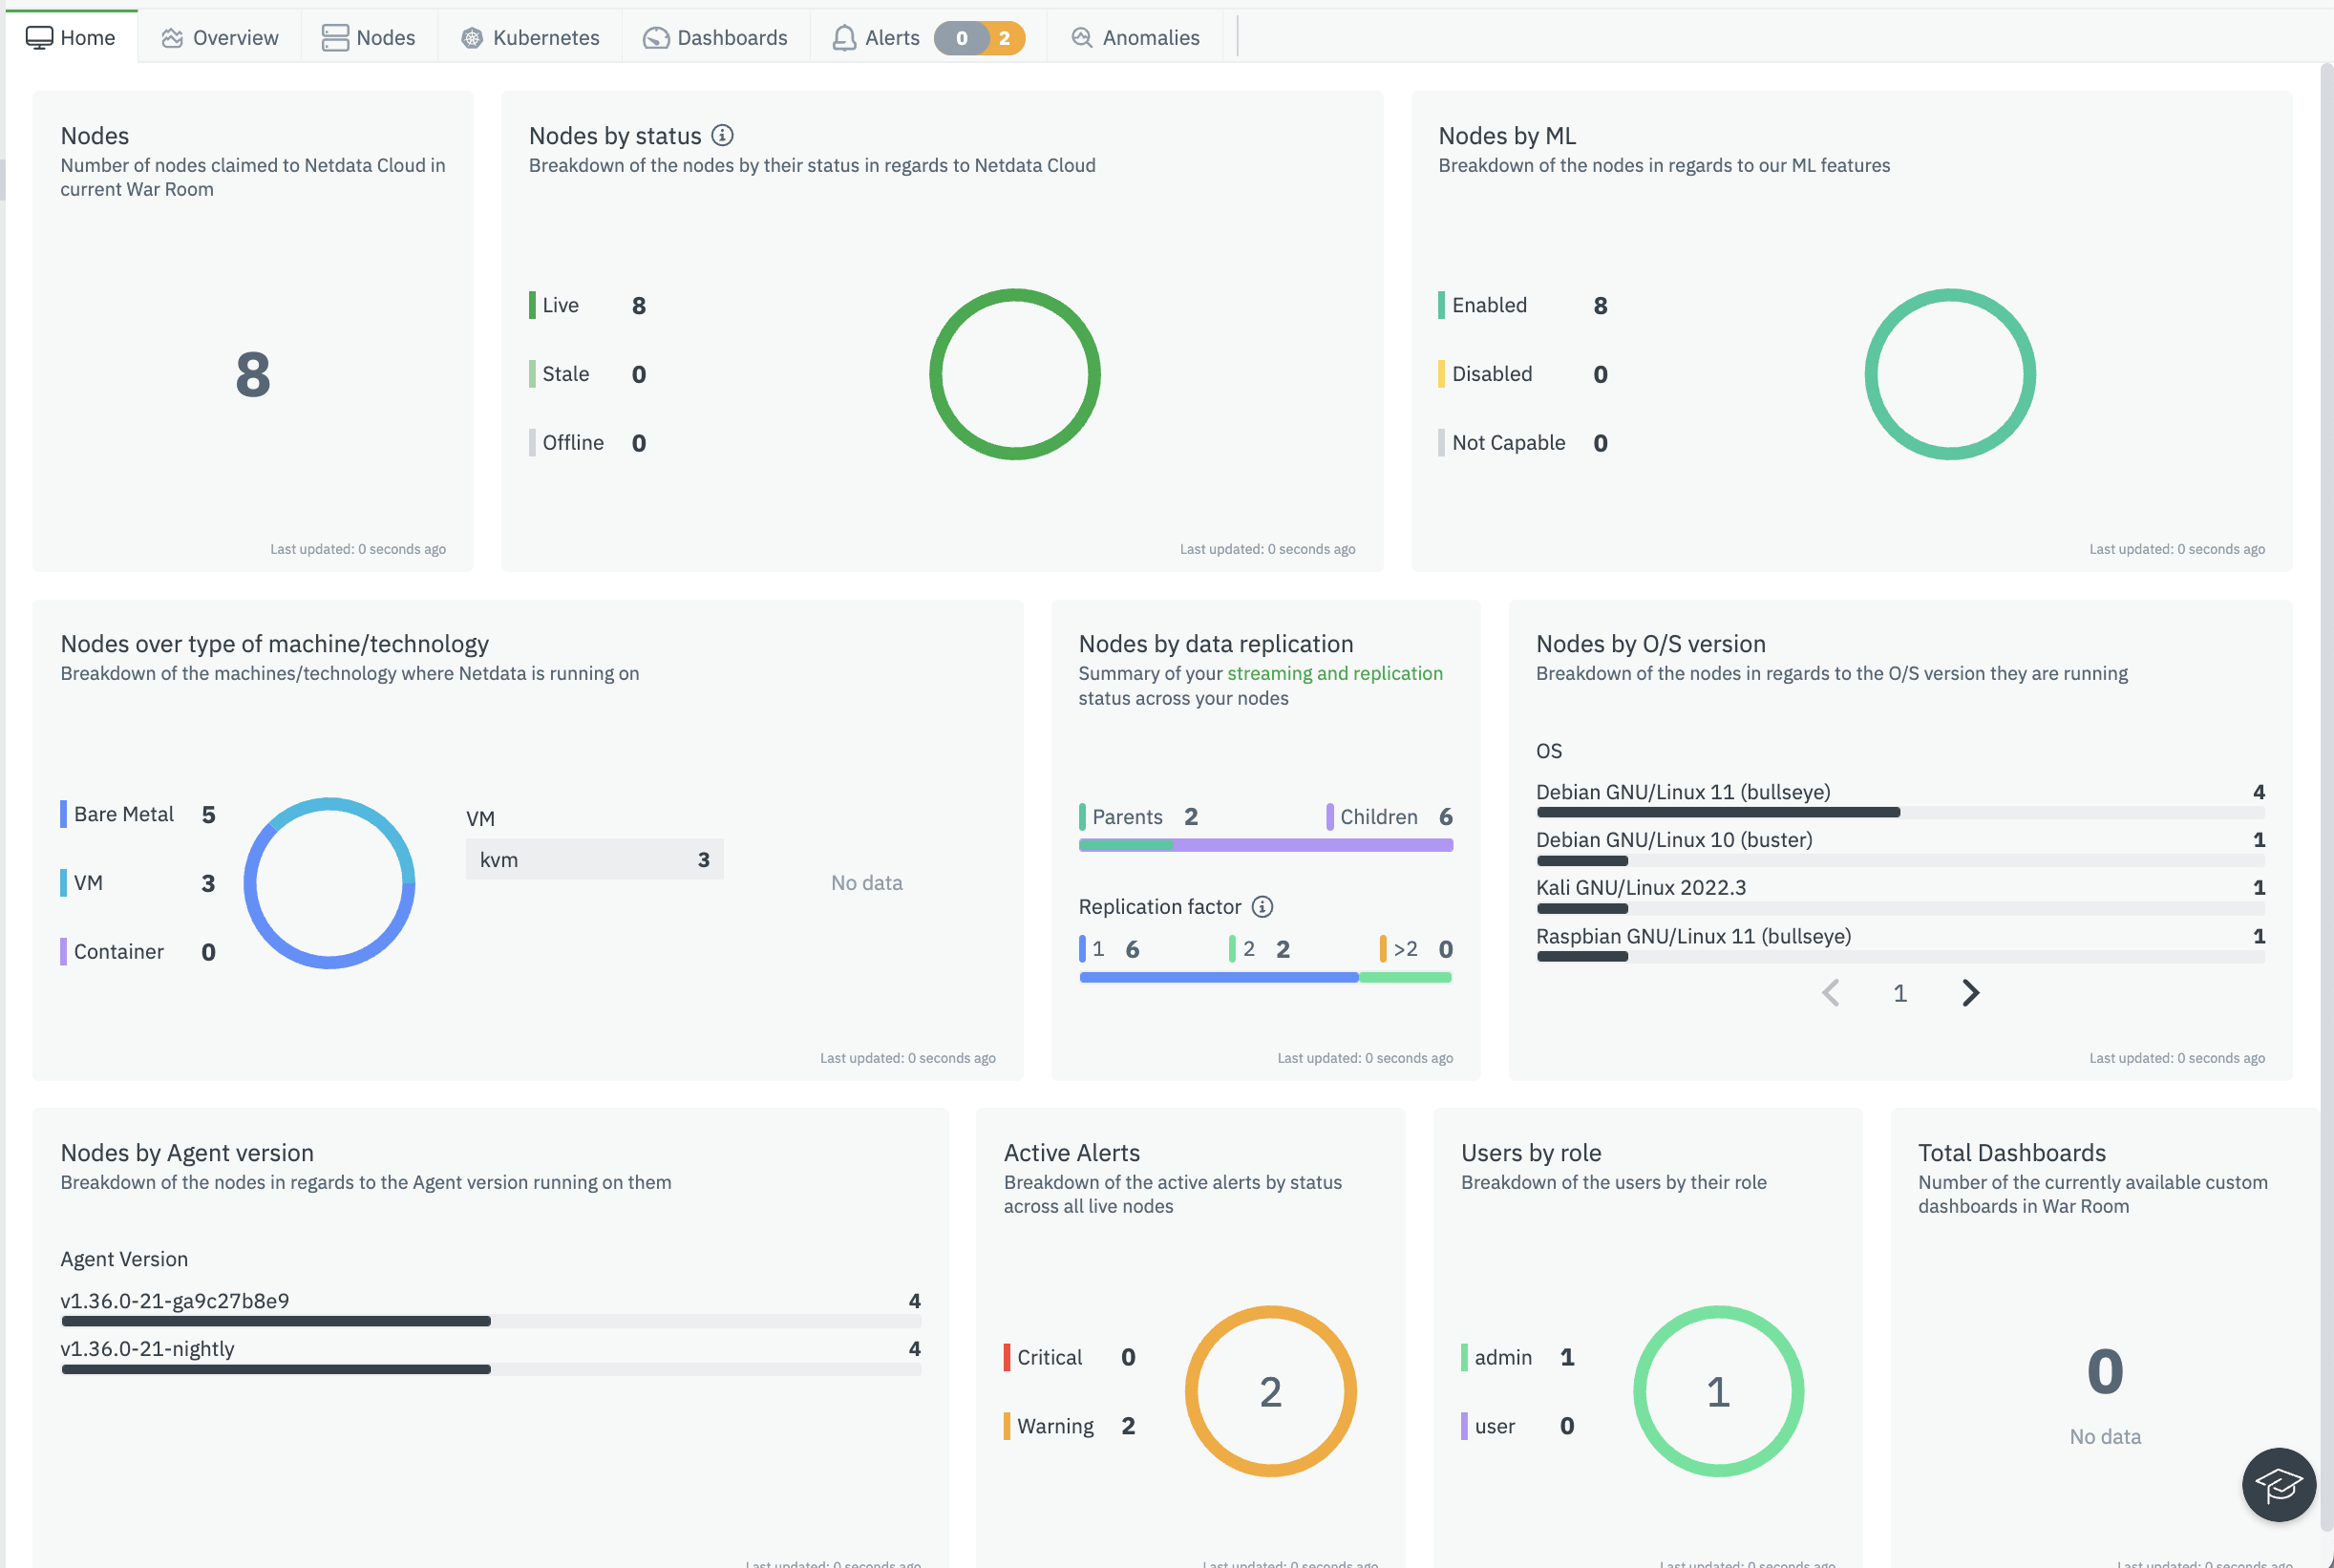 Home Overview Nodes Kubernetes Dashboards Alerts 0 2 Anomalies
Nodes
Number of nodes claimed to Netdata Cloud in
current War Room
8
Last updated: 0 seconds ago
Nodes by status
Breakdown of the nodes by their status in regards to Netdata Cloud
Live 8
Stale 0
Offline 0
Last updated: 0 seconds ago
Nodes by ML
Breakdown of the nodes in regards to our ML features
Enabled 8
Disabled 0
Not Capable 0
Last updated: 0 seconds ago
Nodes over type of machine/technology
Breakdown of the machines/technology where Netdata is running on
Bare Metal 5
VM 3
Container 0
VM
kvm 3
No data
Last updated: 0 seconds ago
Nodes by data replication
Summary of your streaming and replication
status across your nodes
Parents 2 Children 6
Replication factor
1 6 2 2 >2 0
Last updated: 0 seconds ago
Nodes by O/S version
Breakdown of the nodes in regards to the O/S version they are running
OS
Debian GNU/Linux 11 (bullseye) 4
Debian GNU/Linux 10 (buster) 1
Kali GNU/Linux 2022.3 1
Raspbian GNU/Linux 11 (bullseye) 1
1
Last updated: 0 seconds ago
Nodes by Agent version
Breakdown of the nodes in regards to the Agent version running on them
Agent Version
v1.36.0-21-ga9c27b8e9 4
v1.36.0-21-nightly 4
Last updated: 0 seconds ago
Active Alerts
Breakdown of the active alerts by status
across all live nodes
Critical 0
Warning 2
2
Last updated: 0 seconds ago
Users by role
Breakdown of the users by their role
admin 1
user 0
1
Last updated: 0 seconds ago
Total Dashboards
Number of the currently available custom
dashboards in War Room
0
No data
Last updated: 0 seconds ago